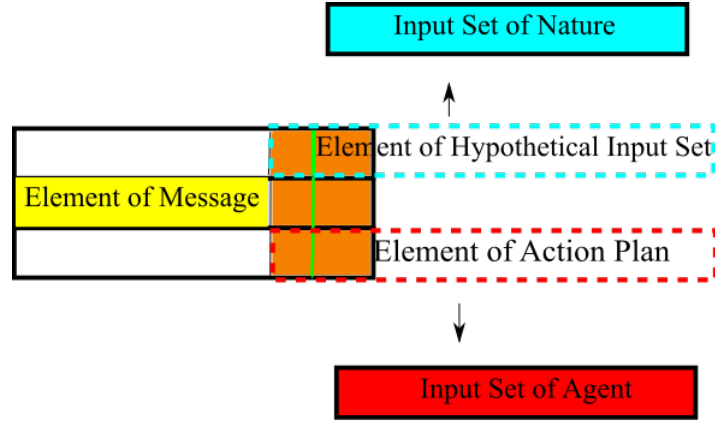 Input Set of Nature
Element of Hypothetical Input Set
Element of Message
Element of Action Plan
Input Set of Agent